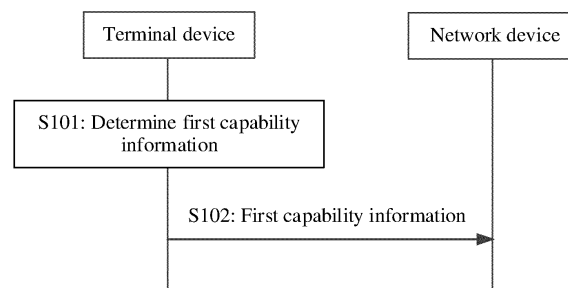 Terminal device
Network device
S101: Determine first capability
information
S102: First capability information